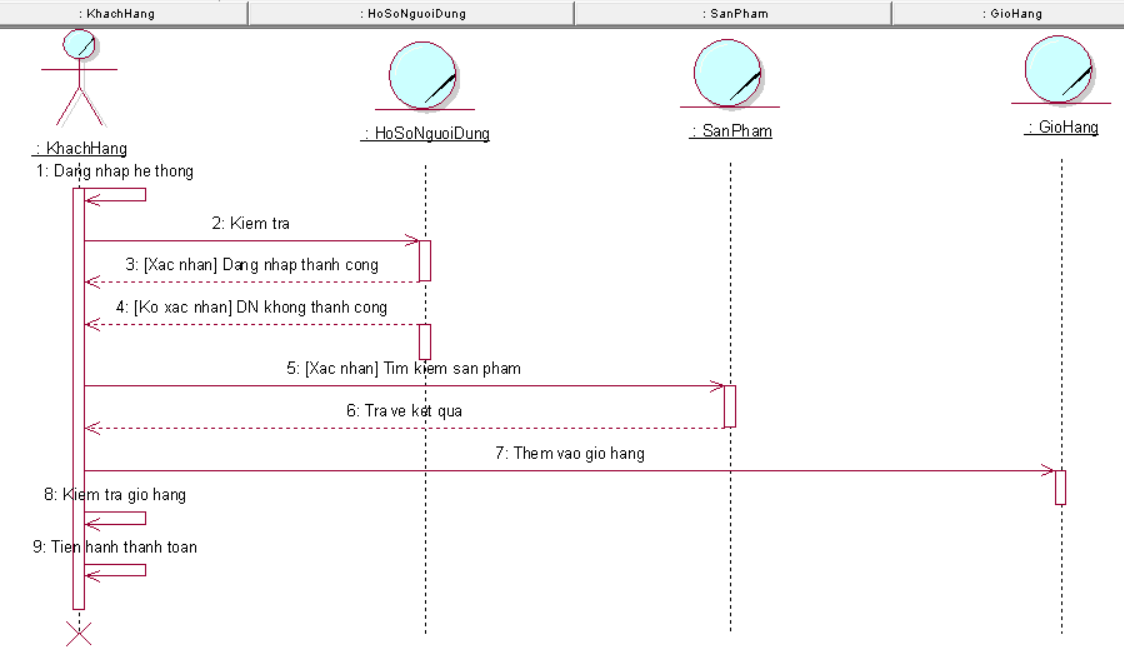 : KhachHang
: HoSoNguoiDung
: SanPham
: GioHang
: KhachHang
: HoSoNguoiDung
: SanPham
: GioHang
1: Dang nhap he thong
2: Kiem tra
3: [Xac nhan] Dang nhap thanh cong
4: [Ko xac nhan] DN khong thanh cong
5: [Xac nhan] Tim kiem san pham
6: Tra ve ket qua
7: Them vao gio hang
8: Kiem tra gio hang
9: Tien hanh thanh toan